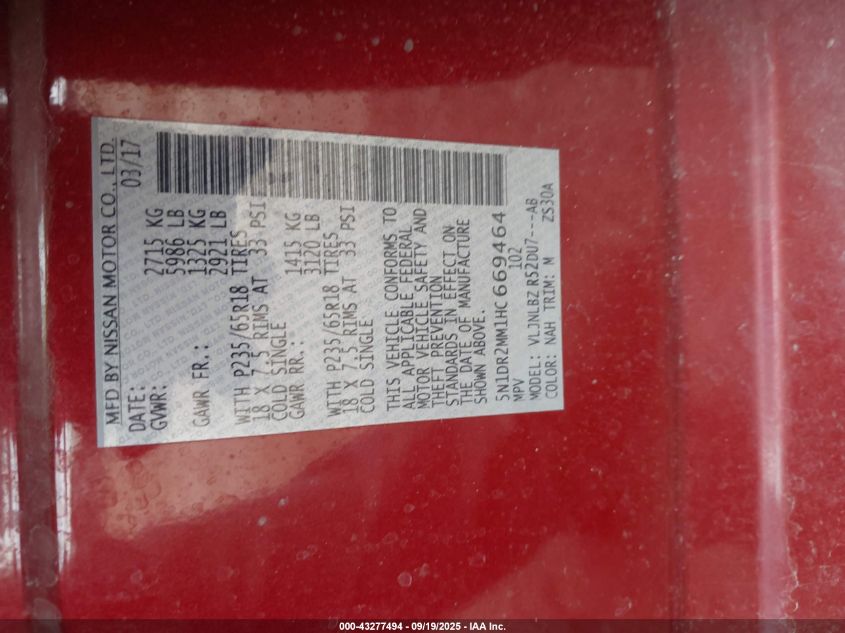 MFD BY NISSAN MOTOR CO., LTD.
DATE: 03/17
GVWR: 2715 KG
5986 LB
GAWR FR.: 1325 KG
2921 LB
WITH P235/65R18 TIRES
18 X 7.5 RIMS AT 33 PSI
COLD SINGLE
GAWR RR.: 1415 KG
3120 LB
WITH P235/65R18 TIRES
18 X 7.5 RIMS AT 33 PSI
COLD SINGLE
THIS VEHICLE CONFORMS TO
ALL APPLICABLE FEDERAL
MOTOR VEHICLE SAFETY AND
THEFT PREVENTION
STANDARDS IN EFFECT ON
THE DATE OF MANUFACTURE
SHOWN ABOVE.
5N1DR2MM1HC669464
MPV 102
MODEL: VLJNLBZ R52DU7---AB
COLOR: NAH TRIM: M ZS30A
000-43277494 - 09/19/2025 - IAA Inc.